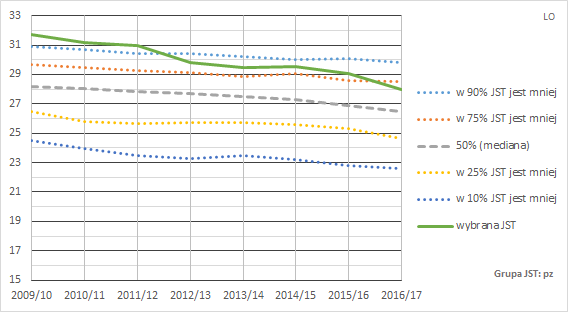 LO
33
31
29
27
25
23
21
19
17
15
2009/10 2010/11 2011/12 2012/13 2013/14 2014/15 2015/16 2016/17
w 90% JST jest mniej
w 75% JST jest mniej
50% (mediana)
w 25% JST jest mniej
w 10% JST jest mniej
wybrana JST
Grupa JST: pz